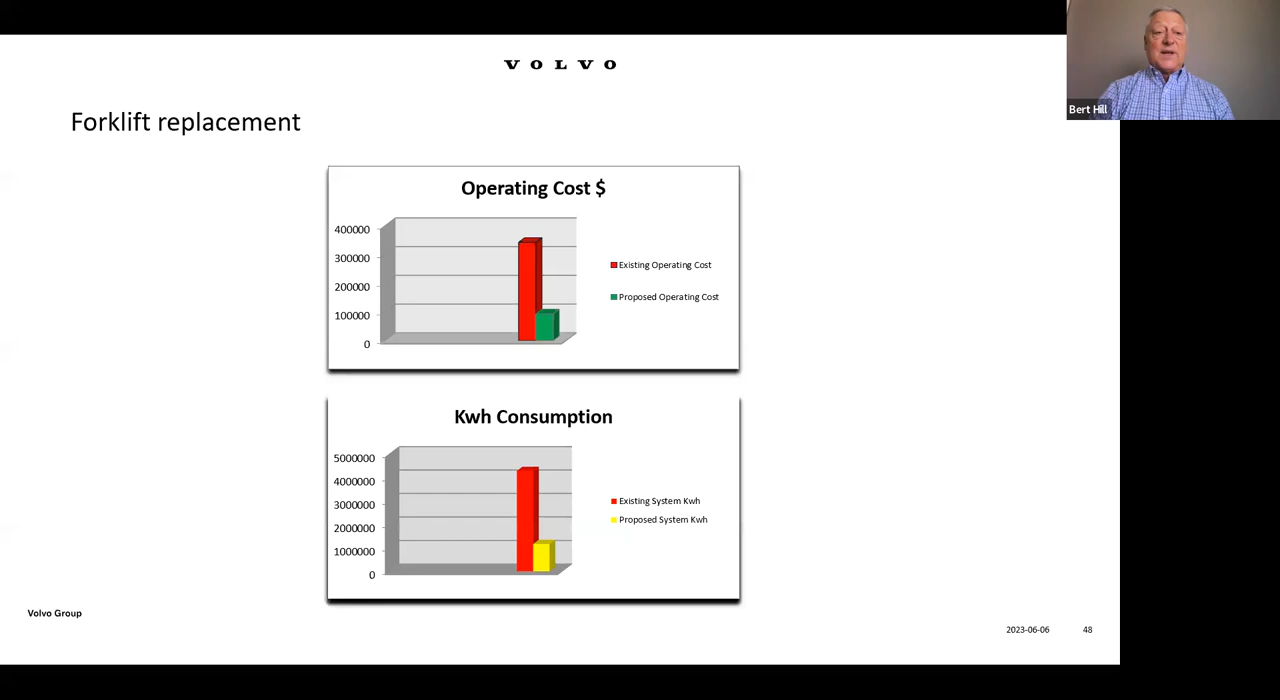 VOLVO
Bert Hill
Forklift replacement
Operating Cost $
400000
300000
200000
100000
0
Existing Operating Cost
Proposed Operating Cost
Kwh Consumption
5000000
4000000
3000000
2000000
1000000
0
Existing System Kwh
Proposed System Kwh
Volvo Group
2023-06-06
48